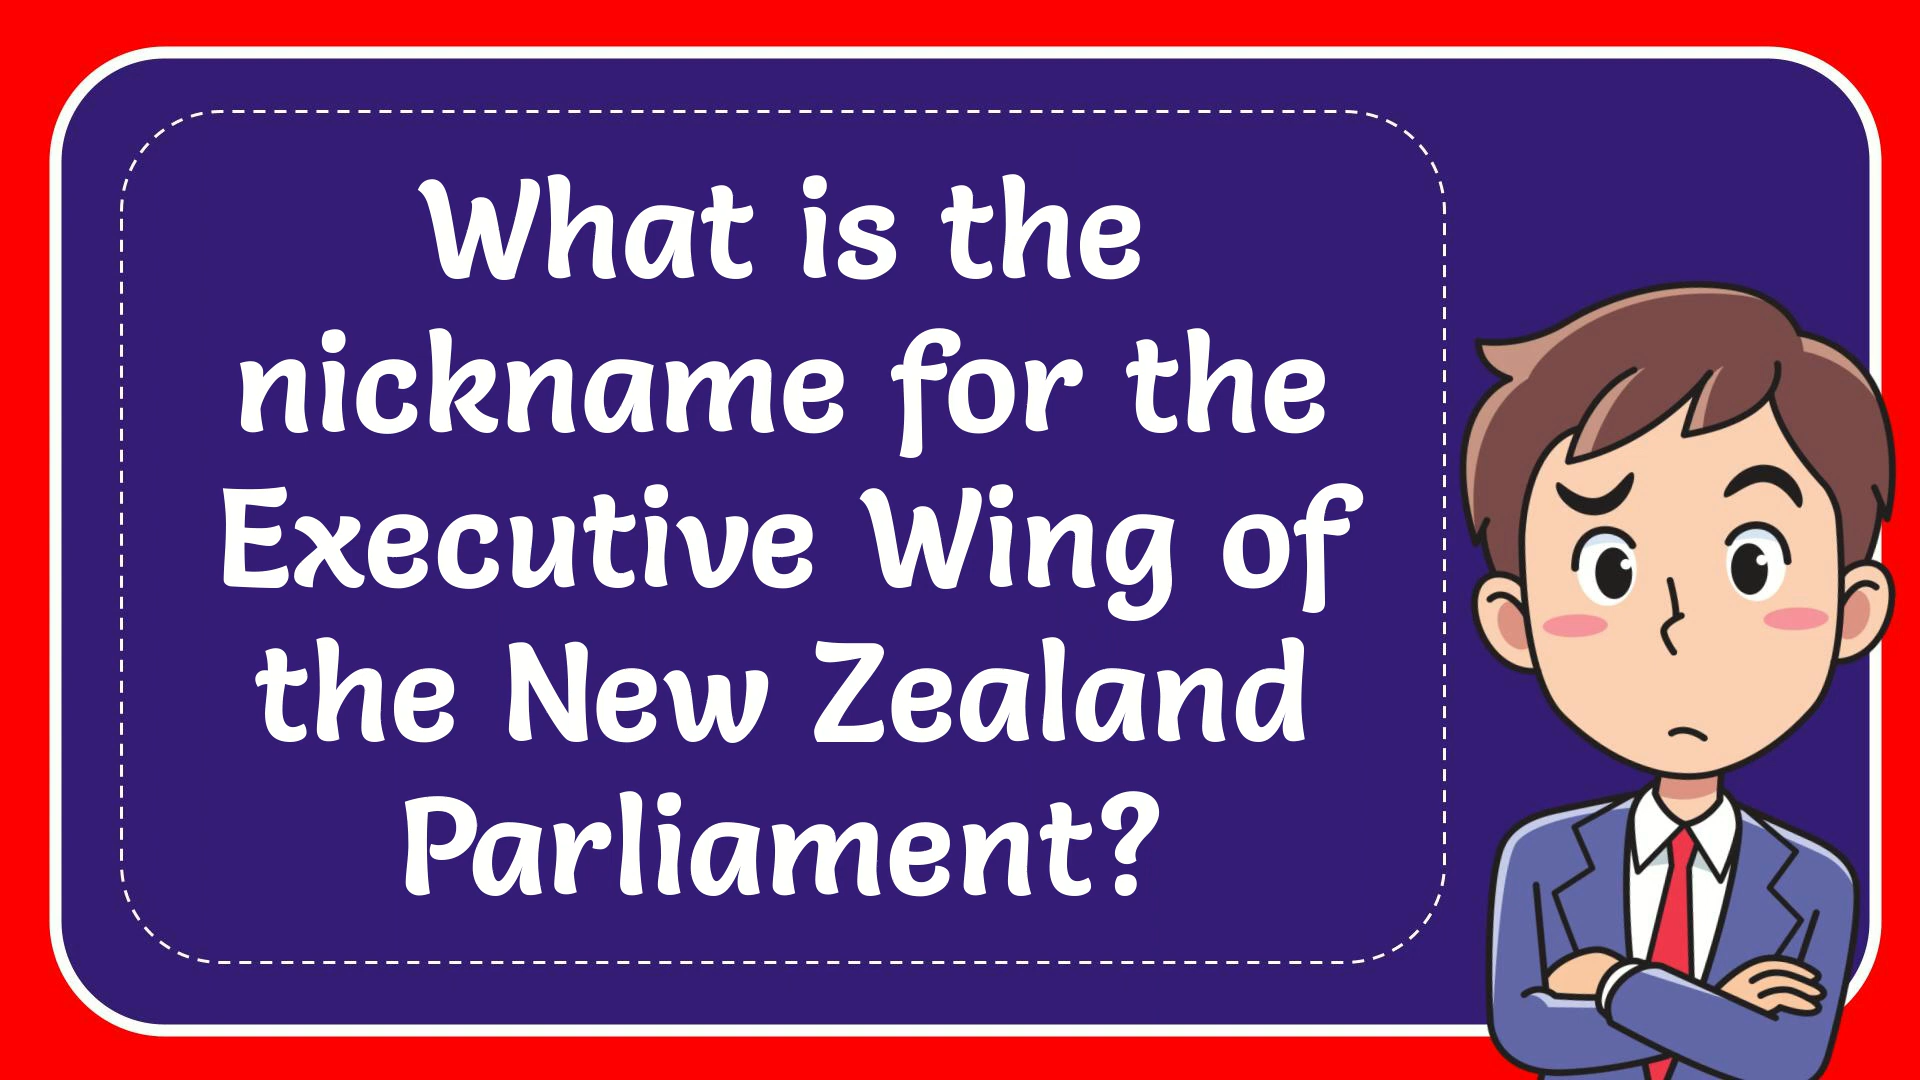 What is the
nickname for the
Executive Wing of
the New Zealand
Parliament?